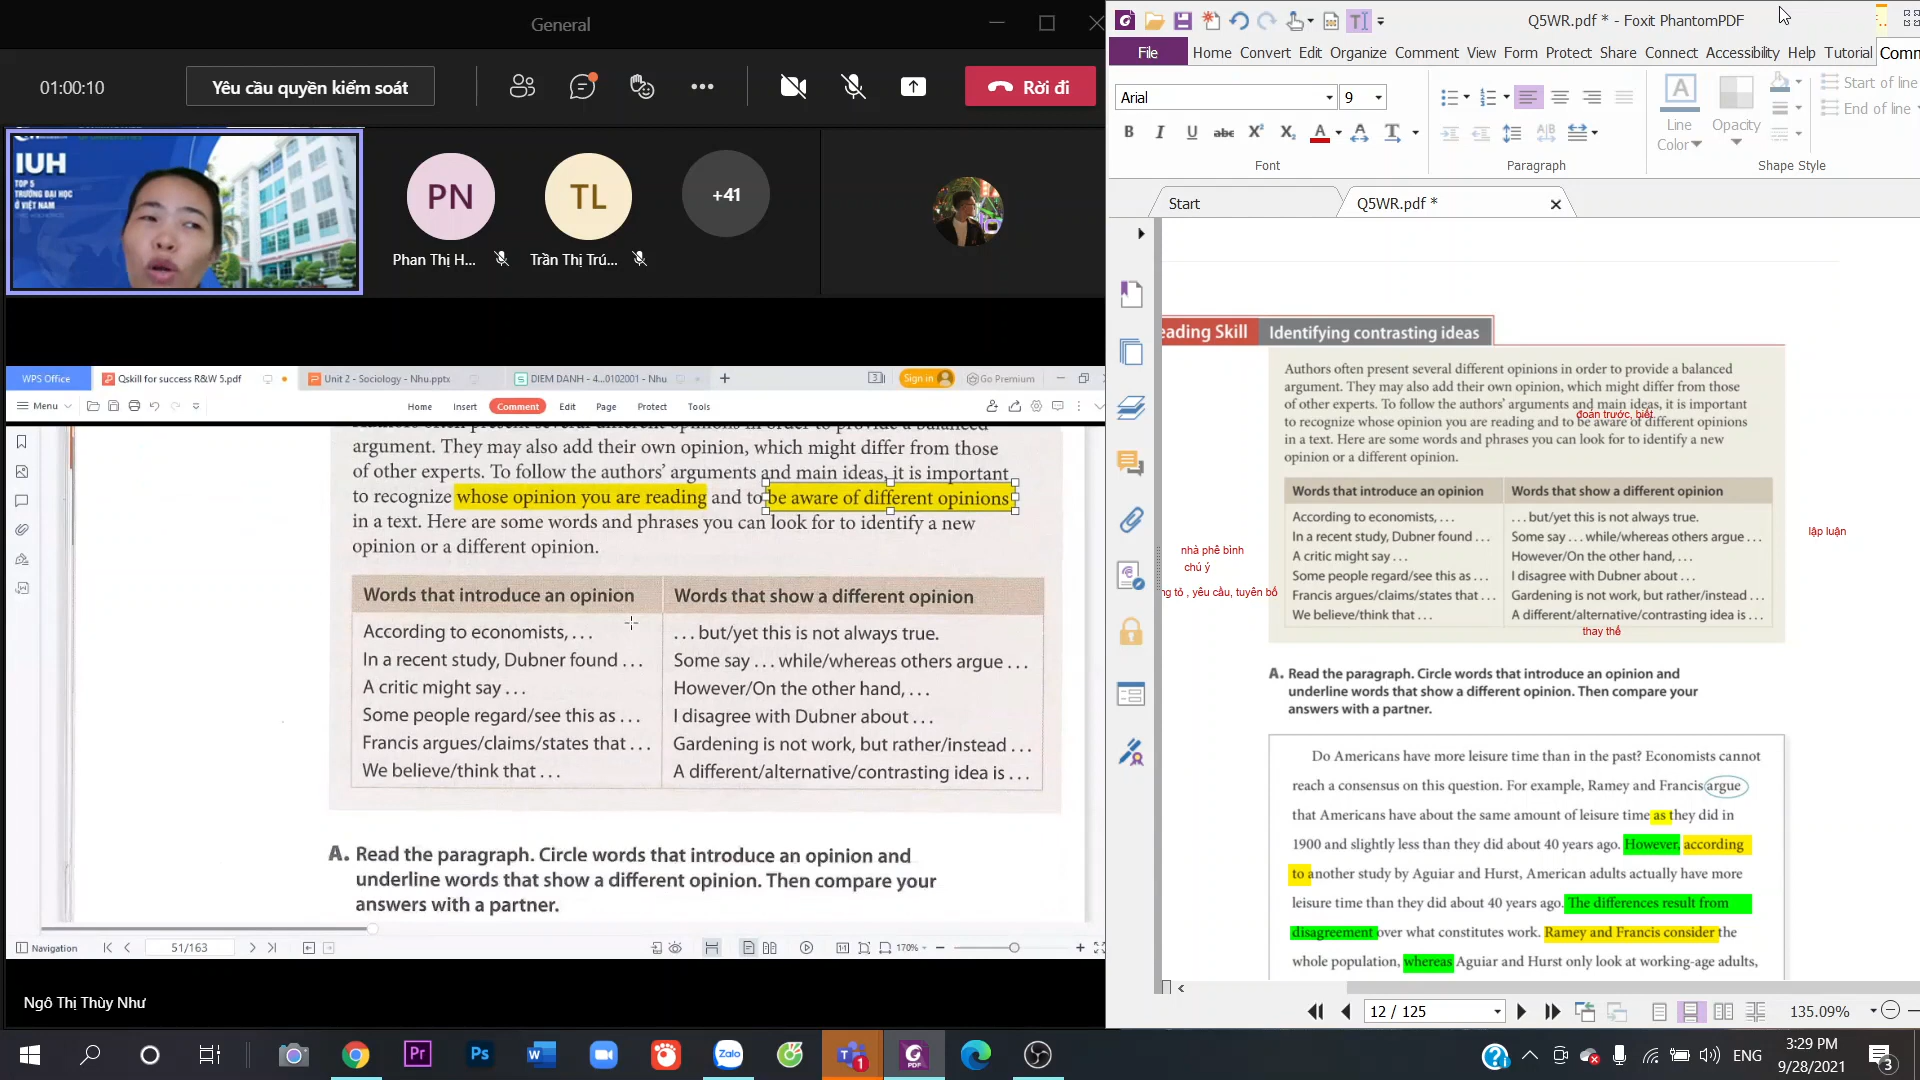 General
01:00:10
Yêu cầu quyền kiểm soát
Rời đi
IUH
TOP 5
TRƯỜNG ĐẠI HỌC
Ở VIỆT NAM
PN
TL
+41
Phan Thị H...
Trần Thị Trú...
WPS Office
Qskill for success R&W 5.pdf
Unit 2 - Sociology - Nhu.pptx
DIEM DANH - 4...0102001 - Nhu
Sign in
Go Premium
Menu
Home
Insert
Comment
Edit
Page
Protect
Tools
Authors often present several different opinions in order to provide a balanced
argument. They may also add their own opinion, which might differ from those
of other experts. To follow the authors' arguments and main ideas, it is important
to recognize whose opinion you are reading and to be aware of different opinions
in a text. Here are some words and phrases you can look for to identify a new
opinion or a different opinion.
Words that introduce an opinion
Words that show a different opinion
According to economists, . . .
. . . but/yet this is not always true.
In a recent study, Dubner found . . .
Some say . . . while/whereas others argue . . .
A critic might say . . .
However/On the other hand, . . .
Some people regard/see this as . . .
I disagree with Dubner about . . .
Francis argues/claims/states that . . .
Gardening is not work, but rather/instead . . .
We believe/think that . . .
A different/alternative/contrasting idea is . . .
A. Read the paragraph. Circle words that introduce an opinion and
underline words that show a different opinion. Then compare your
answers with a partner.
Navigation
51/163
170%
Ngô Thị Thùy Như
Q5WR.pdf * - Foxit PhantomPDF
File
Home
Convert
Edit
Organize
Comment
View
Form
Protect
Share
Connect
Accessibility
Help
Tutorial
Comm
Arial
9
Font
Paragraph
Line
Color
Opacity
Start of line
End of line
Shape Style
Start
Q5WR.pdf *
eading Skill
Identifying contrasting ideas
Authors often present several different opinions in order to provide a balanced
argument. They may also add their own opinion, which might differ from those
of other experts. To follow the authors' arguments and main ideas, it is important
đoán trước, biết
to recognize whose opinion you are reading and to be aware of different opinions
in a text. Here are some words and phrases you can look for to identify a new
opinion or a different opinion.
Words that introduce an opinion
Words that show a different opinion
According to economists, . . .
. . . but/yet this is not always true.
In a recent study, Dubner found . . .
Some say . . . while/whereas others argue . . .
lập luận
nhà phê bình
A critic might say . . .
However/On the other hand, . . .
chú ý
Some people regard/see this as . . .
I disagree with Dubner about . . .
ng tỏ , yêu cầu, tuyên bố
Francis argues/claims/states that . . .
Gardening is not work, but rather/instead . . .
We believe/think that . . .
A different/alternative/contrasting idea is . . .
thay thế
A. Read the paragraph. Circle words that introduce an opinion and
underline words that show a different opinion. Then compare your
answers with a partner.
Do Americans have more leisure time than in the past? Economists cannot
reach a consensus on this question. For example, Ramey and Francis argue
that Americans have about the same amount of leisure time as they did in
1900 and slightly less than they did about 40 years ago. However, according
to another study by Aguiar and Hurst, American adults actually have more
leisure time than they did about 40 years ago. The differences result from
disagreement over what constitutes work. Ramey and Francis consider the
whole population, whereas Aguiar and Hurst only look at working-age adults,
12 / 125
135.09%
ENG
3:29 PM
9/28/2021
3